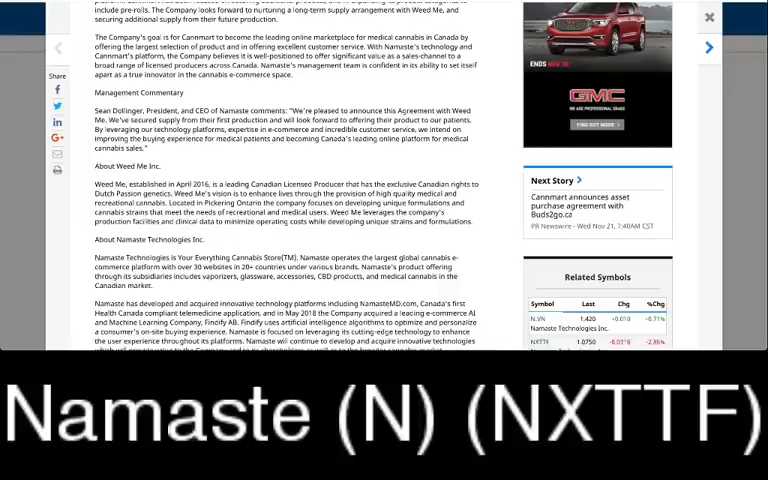 include pre-rolls. The Company looks forward to nurturing a long-term supply arrangement with Weed Me, and
securing additional supply from their future production.
The Company's goal is for Cannmart to become the leading online marketplace for medical cannabis in Canada by
offering the largest selection of product and in offering excellent customer service. With Namaste's technology and
Cannmart's platform, the Company believes it is well-positioned to offer significant value as a sales-channel to a
broad range of licensed producers across Canada. Namaste's management team is confident in its ability to set itself
apart as a true innovator in the cannabis e-commerce space.
Management Commentary
Sean Dollinger, President, and CEO of Namaste comments: "We're pleased to announce this Agreement with Weed
Me. We've secured supply from their first production and will look forward to offering their product to our patients.
By leveraging our technology platforms, expertise in e-commerce and incredible customer service, we intend on
improving the buying experience for medical patients and becoming Canada's leading online platform for medical
cannabis sales."
About Weed Me Inc.
Weed Me, established in April 2016, is a leading Canadian Licensed Producer that has the exclusive Canadian rights to
Dutch Passion genetics. Weed Me's vision is to enhance lives through the provision of high quality medical and
recreational cannabis. Located in Pickering Ontario the company focuses on developing unique formulations and
cannabis strains that meet the needs of recreational and medical users. Weed Me leverages the company's
production facilities and clinical data to minimize operating costs while developing unique strains and formulations.
About Namaste Technologies Inc.
Namaste Technologies is Your Everything Cannabis Store(TM). Namaste operates the largest global cannabis e-
commerce platform with over 30 websites in 20+ countries under various brands. Namaste's product offering
through its subsidiaries includes vaporizers, glassware, accessories, CBD products, and medical cannabis in the
Canadian market.
Namaste has developed and acquired innovative technology platforms including NamasteMD.com, Canada's first
Health Canada compliant telemedicine application, and in May 2018 the Company acquired a leading e-commerce AI
and Machine Learning Company, Findify AB. Findify uses artificial intelligence algorithms to optimize and personalize
a consumer's on-site buying experience. Namaste is focused on leveraging its cutting-edge technology to enhance
the user experience throughout its platforms. Namaste will continue to develop and acquire innovative technologies
Share
f
in
G+
ENDS NOV 30
GMC
WE ARE PROFESSIONAL GRADE
FIND OUT MORE >
Next Story
Cannmart announces asset
purchase agreement with
Buds2go.ca
PR Newswire - Wed Nov 21, 7:40AM CST
Related Symbols
Symbol Last Chg %Chg
N.VN 1.420 +0.010 +0.71%
Namaste Technologies Inc.
NXTTF 1.0750 -0.0316 -2.86%
Namaste (N) (NXTTF)